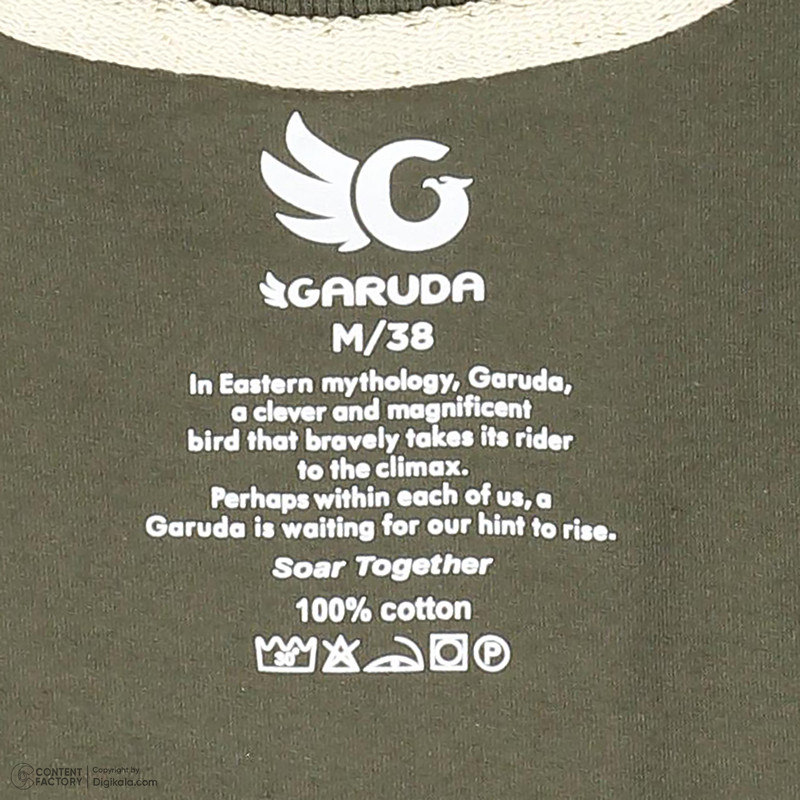 G
GARUDA
M/38
In Eastern mythology, Garuda,
a clever and magnificent
bird that bravely takes its rider
to the climax.
Perhaps within each of us, a
Garuda is waiting for our hint to rise.
Soar Together
100% cotton
30° P
CONTENT FACTORY
Copyright By
Digikala.com